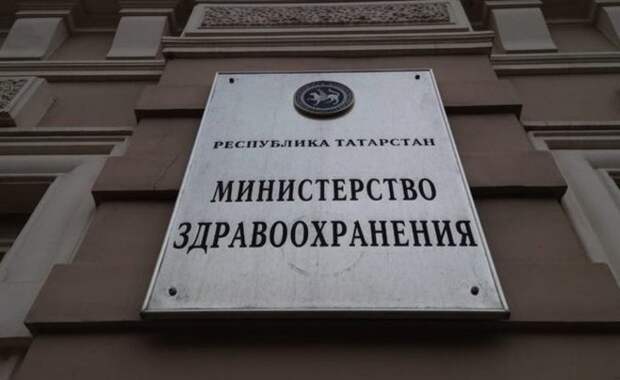 РЕСПУБЛИКА ТАТАРСТАН
МИНИСТЕРСТВО
ЗДРАВООХРАНЕНИЯ